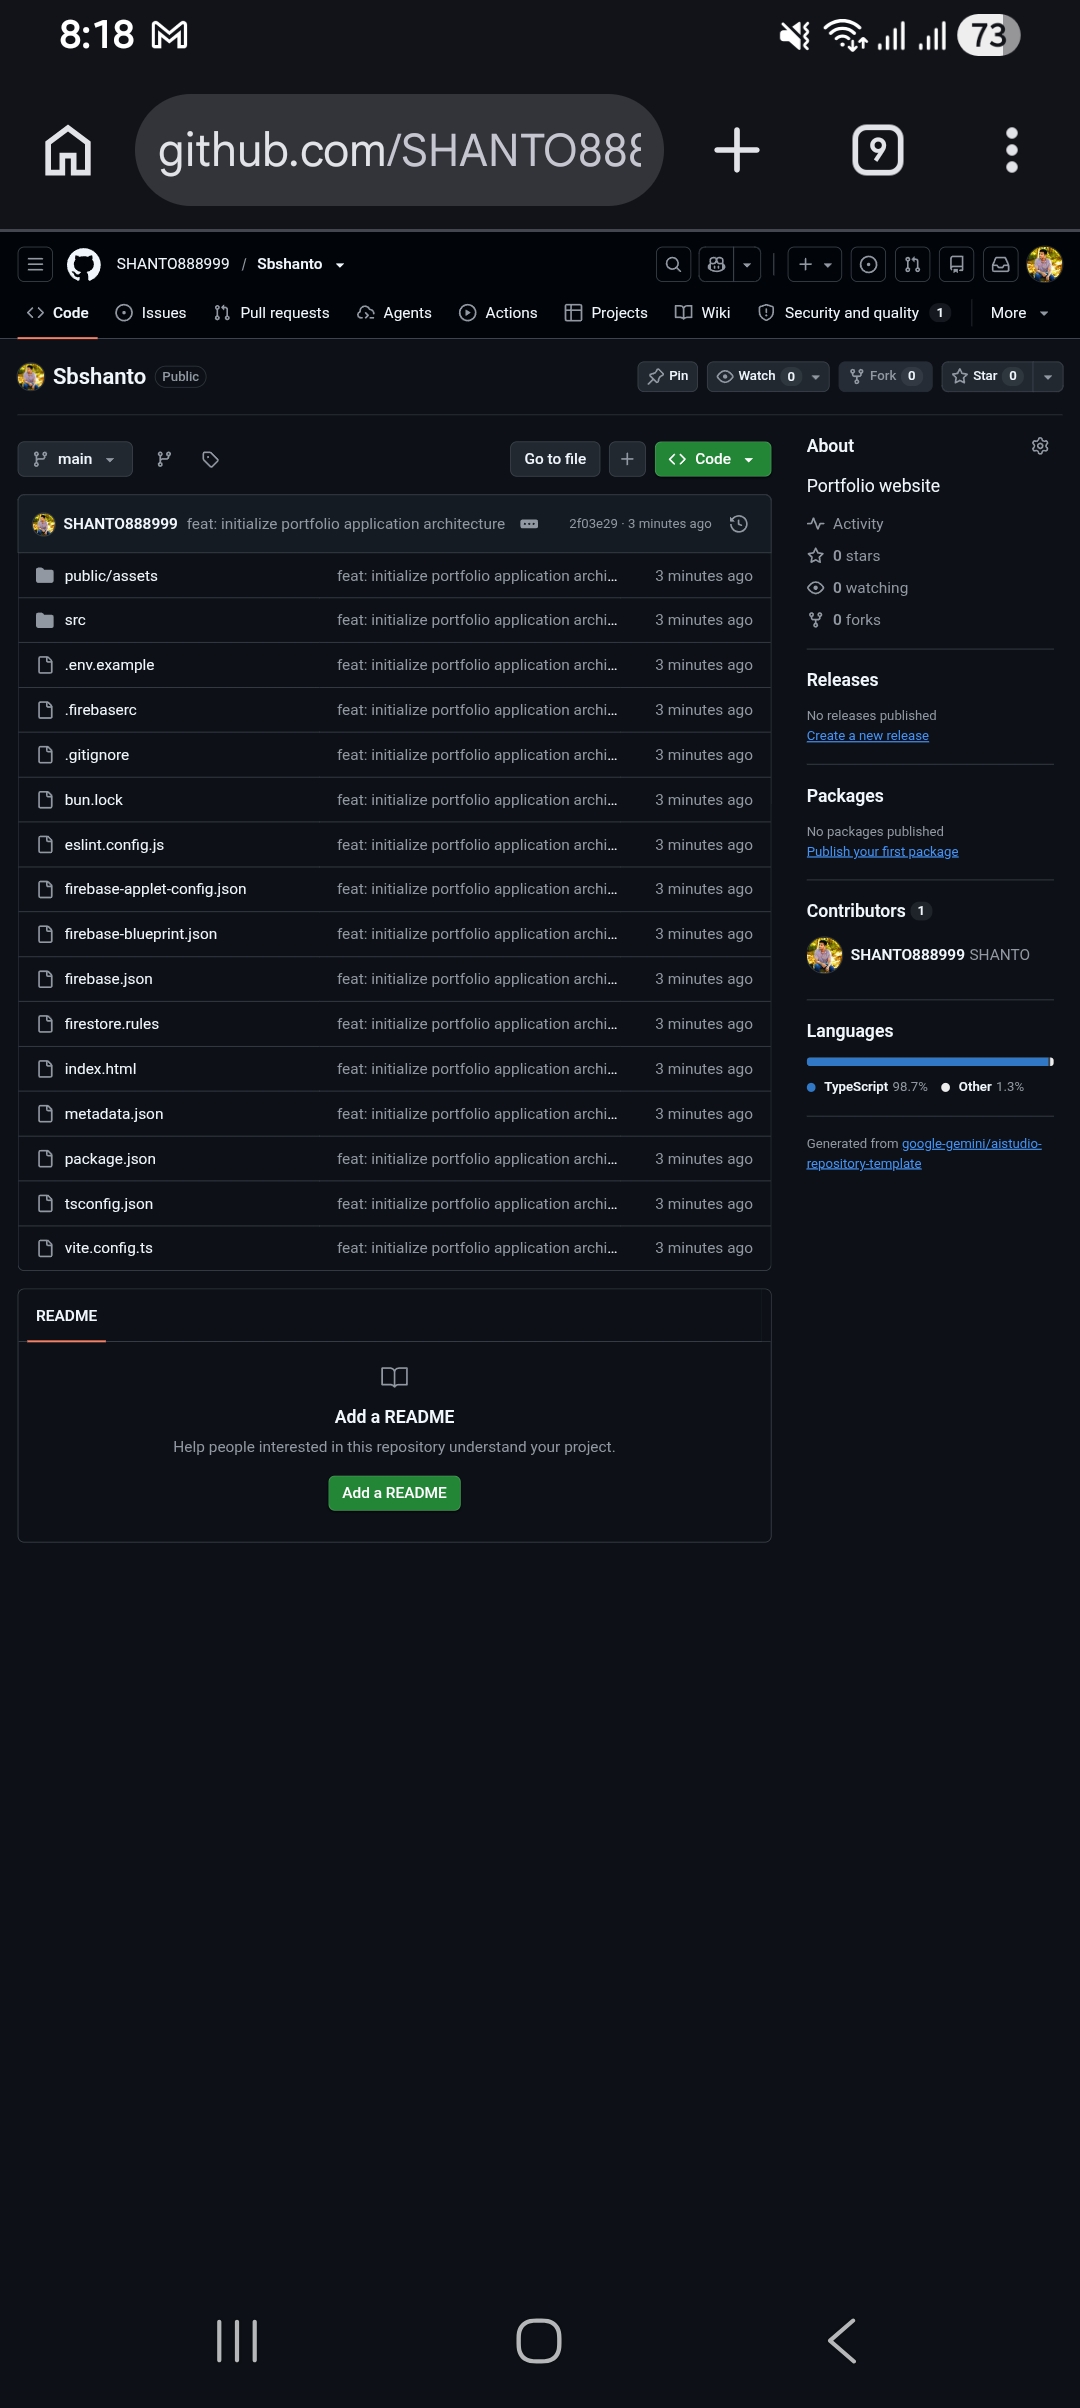 8:18
73
github.com/SHANTO888
9
SHANTO888999 / Sbshanto
Code Issues Pull requests Agents Actions Projects Wiki Security and quality 1 More
Sbshanto Public
Pin Watch 0 Fork 0 Star 0
main
Go to file
Code
SHANTO888999 feat: initialize portfolio application architecture 2f03e29 · 3 minutes ago
public/assets feat: initialize portfolio application archi... 3 minutes ago
src feat: initialize portfolio application archi... 3 minutes ago
.env.example feat: initialize portfolio application archi... 3 minutes ago
.firebaserc feat: initialize portfolio application archi... 3 minutes ago
.gitignore feat: initialize portfolio application archi... 3 minutes ago
bun.lock feat: initialize portfolio application archi... 3 minutes ago
eslint.config.js feat: initialize portfolio application archi... 3 minutes ago
firebase-applet-config.json feat: initialize portfolio application archi... 3 minutes ago
firebase-blueprint.json feat: initialize portfolio application archi... 3 minutes ago
firebase.json feat: initialize portfolio application archi... 3 minutes ago
firestore.rules feat: initialize portfolio application archi... 3 minutes ago
index.html feat: initialize portfolio application archi... 3 minutes ago
metadata.json feat: initialize portfolio application archi... 3 minutes ago
package.json feat: initialize portfolio application archi... 3 minutes ago
tsconfig.json feat: initialize portfolio application archi... 3 minutes ago
vite.config.ts feat: initialize portfolio application archi... 3 minutes ago
README
Add a README
Help people interested in this repository understand your project.
Add a README
About
Portfolio website
Activity
0 stars
0 watching
0 forks
Releases
No releases published
Create a new release
Packages
No packages published
Publish your first package
Contributors 1
SHANTO888999 SHANTO
Languages
TypeScript 98.7% Other 1.3%
Generated from google-gemini/aistudio-
repository-template